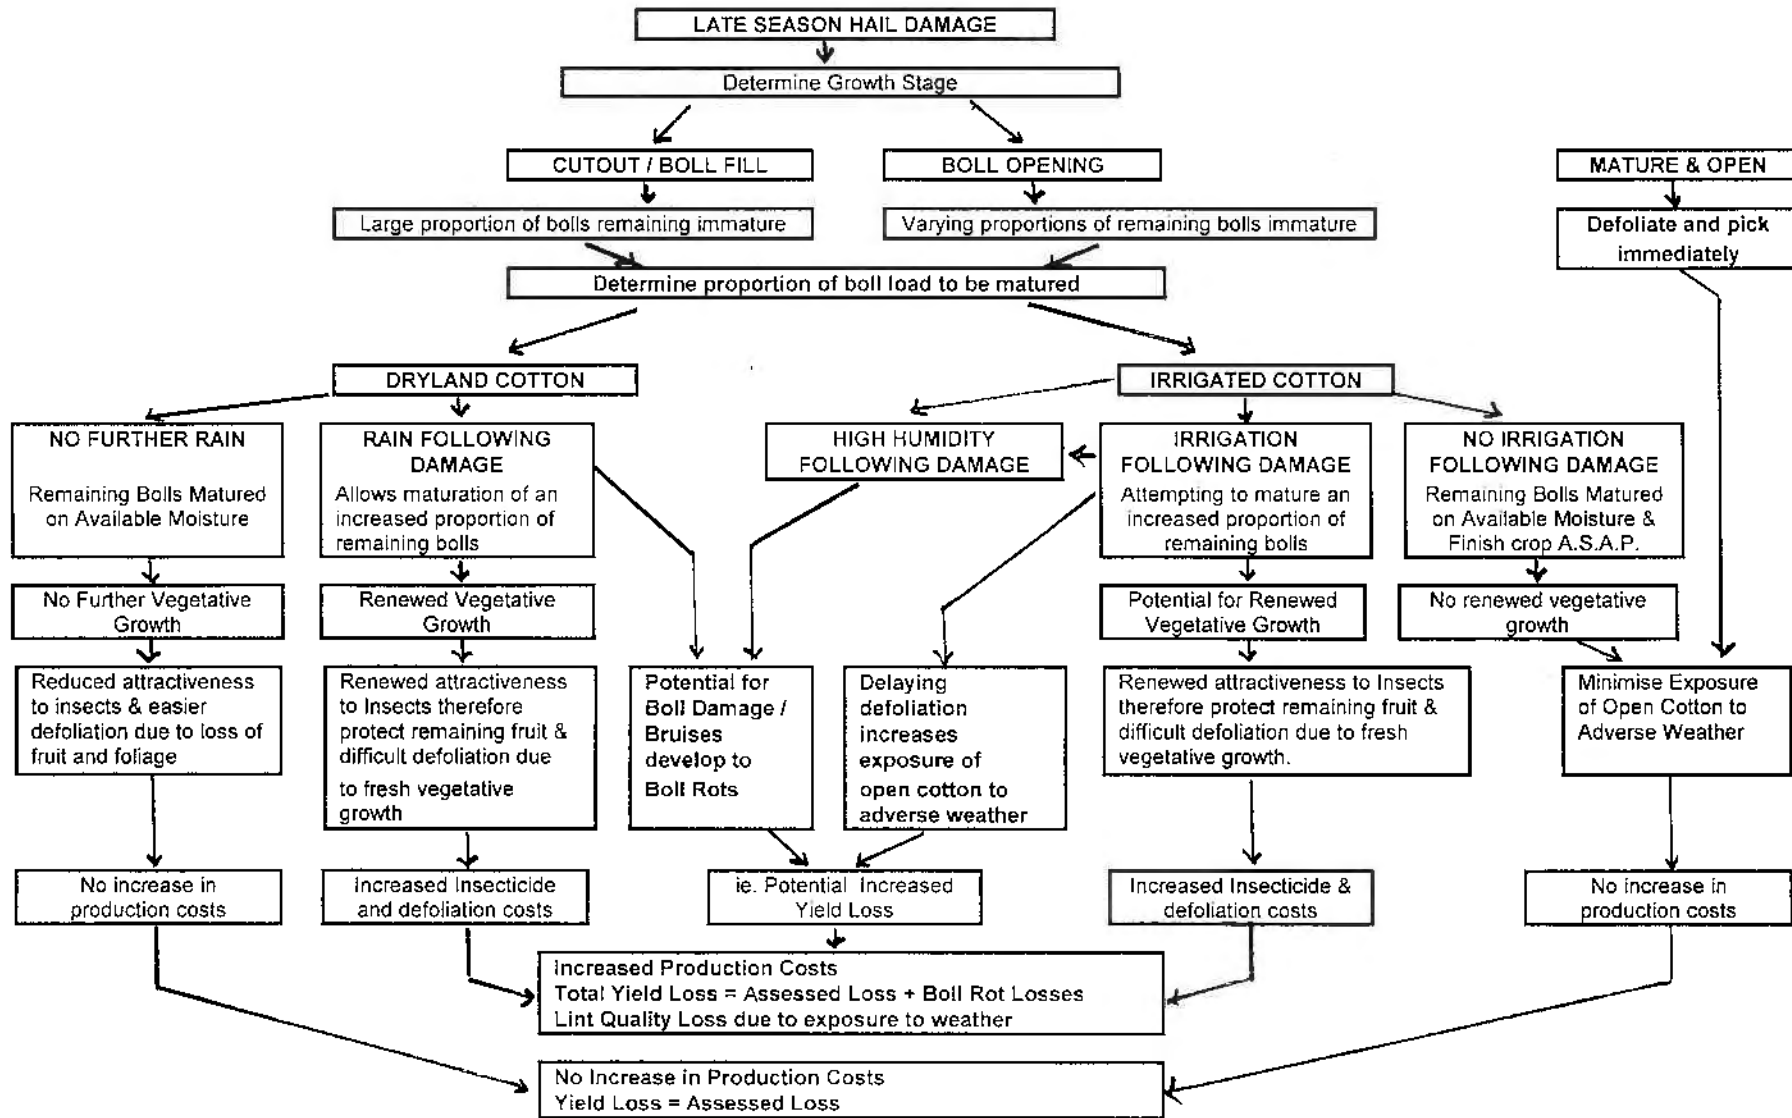 LATE SEASON HAIL DAMAGE
Determine Growth Stage
CUTOUT / BOLL FILL
BOLL OPENING
MATURE & OPEN
Large proportion of bolls remaining immature
Varying proportions of remaining bolls immature
Defoliate and pick
immediately
Determine proportion of boll load to be matured
DRYLAND COTTON
IRRIGATED COTTON
NO FURTHER RAIN
Remaining Bolls Matured
on Available Moisture
RAIN FOLLOWING
DAMAGE
Allows maturation of an
increased proportion of
remaining bolls
HIGH HUMIDITY
FOLLOWING DAMAGE
IRRIGATION
FOLLOWING DAMAGE
Attempting to mature an
increased proportion of
remaining bolls
NO IRRIGATION
FOLLOWING DAMAGE
Remaining Bolls Matured
on Available Moisture &
Finish crop A.S.A.P.
No Further Vegetative
Growth
Renewed Vegetative
Growth
Potential for Renewed
Vegetative Growth
No renewed vegetative
growth
Reduced attractiveness
to insects & easier
defoliation due to loss of
fruit and foliage
Renewed attractiveness
to Insects therefore
protect remaining fruit &
difficult defoliation due
to fresh vegetative
growth
Potential for
Boll Damage /
Bruises
develop to
Boll Rots
Delaying
defoliation
increases
exposure of
open cotton to
adverse weather
Renewed attractiveness to Insects
therefore protect remaining fruit &
difficult defoliation due to fresh
vegetative growth.
Minimise Exposure
of Open Cotton to
Adverse Weather
No increase in
production costs
Increased Insecticide
and defoliation costs
ie. Potential Increased
Yield Loss
Increased Insecticide &
defoliation costs
No increase in
production costs
Increased Production Costs
Total Yield Loss = Assessed Loss + Boll Rot Losses
Lint Quality Loss due to exposure to weather
No Increase in Production Costs
Yield Loss = Assessed Loss